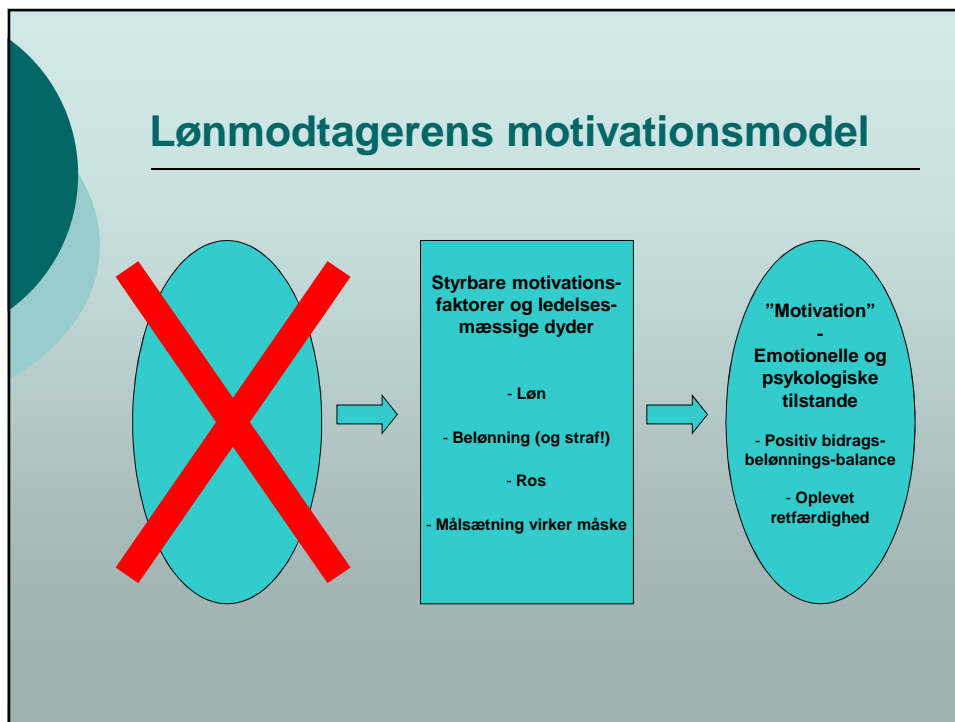 Lønmodtagerens motivationsmodel
Styrbare motivations-
faktorer og ledelses-
mæssige dyder
- Løn
- Belønning (og straf!)
- Ros
- Målsætning virker måske
”Motivation”
-
Emotionelle og
psykologiske
tilstande
- Positiv bidrags-
belønnings-balance
- Oplevet
retfærdighed